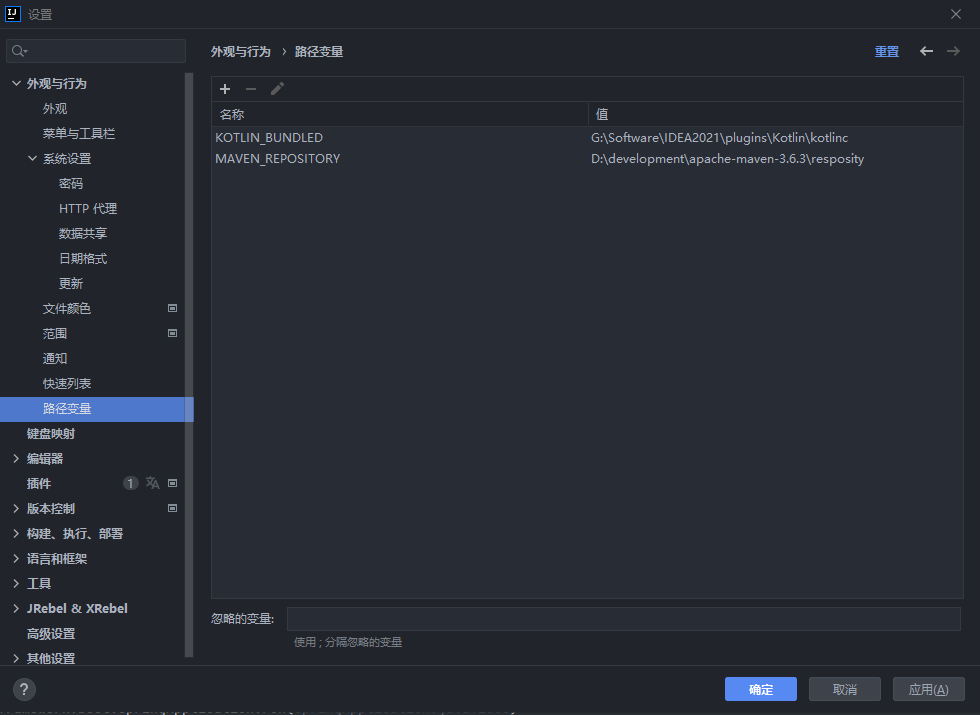 IJ 设置
外观与行为 › 路径变量
重置
外观与行为
外观
菜单与工具栏
系统设置
密码
HTTP 代理
数据共享
日期格式
更新
文件颜色
范围
通知
快速列表
路径变量
键盘映射
编辑器
插件 1
版本控制
构建、执行、部署
语言和框架
工具
JRebel & XRebel
高级设置
其他设置
名称 值
KOTLIN_BUNDLED G:\Software\IDEA2021\plugins\Kotlin\kotlinc
MAVEN_REPOSITORY D:\development\apache-maven-3.6.3\resposity
忽略的变量:
使用 ; 分隔忽略的变量
? 确定 取消 应用(A)